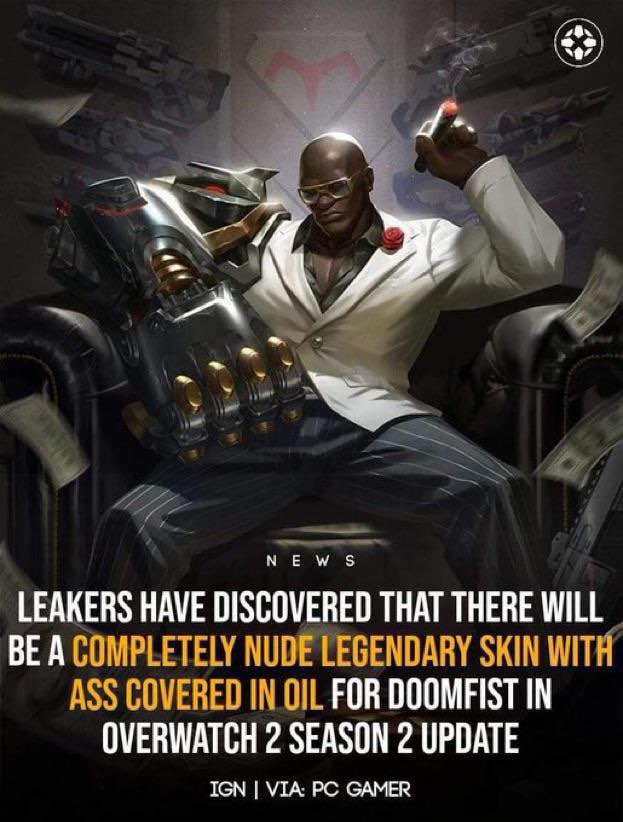 NEWS
LEAKERS HAVE DISCOVERED THAT THERE WILL
BE A COMPLETELY NUDE LEGENDARY SKIN WITH
ASS COVERED IN OIL FOR DOOMFIST IN
OVERWATCH 2 SEASON 2 UPDATE
IGN | VIA: PC GAMER